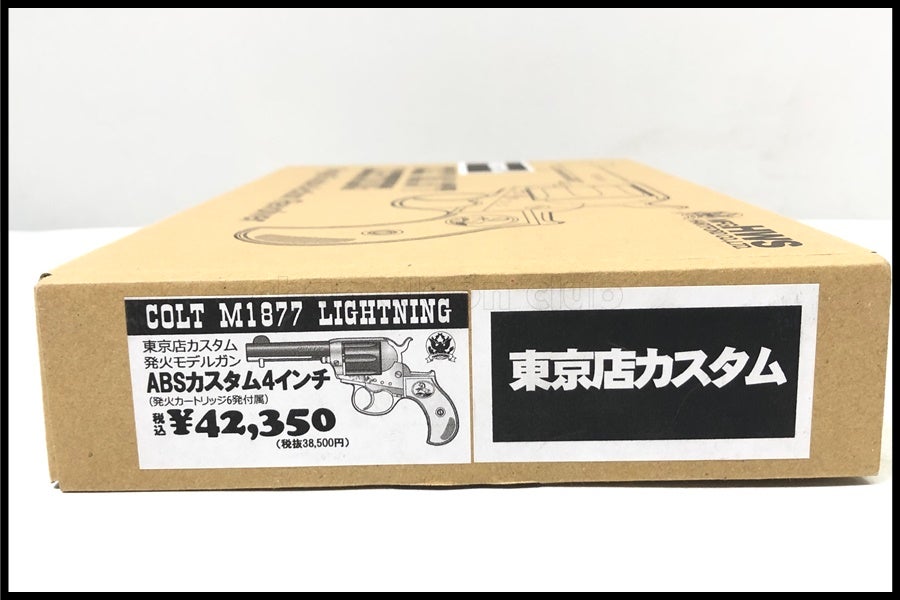 HWS
COLT M1877 LIGHTNING
東京店カスタム
発火モデルガン
ABSカスタム4インチ
(発火カートリッジ6発付属)
税込 ¥42,350
(税抜38,500円)
東京店カスタム